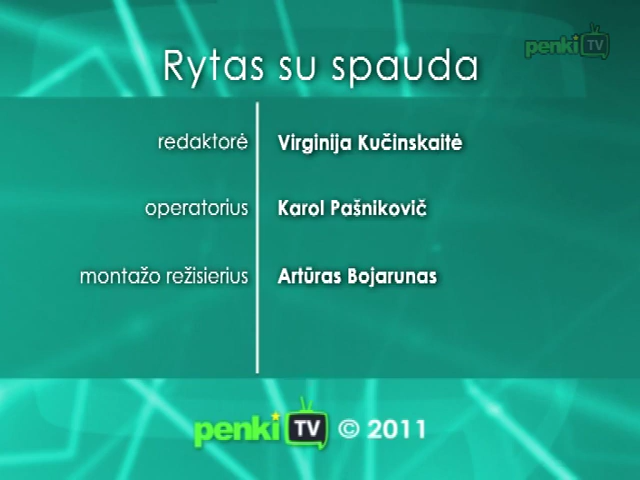 penki TV
Rytas su spauda
redaktorė Virginija Kučinskaitė
operatorius Karol Pašnikovič
montažo režisierius Artūras Bojarunas
penki TV © 2011